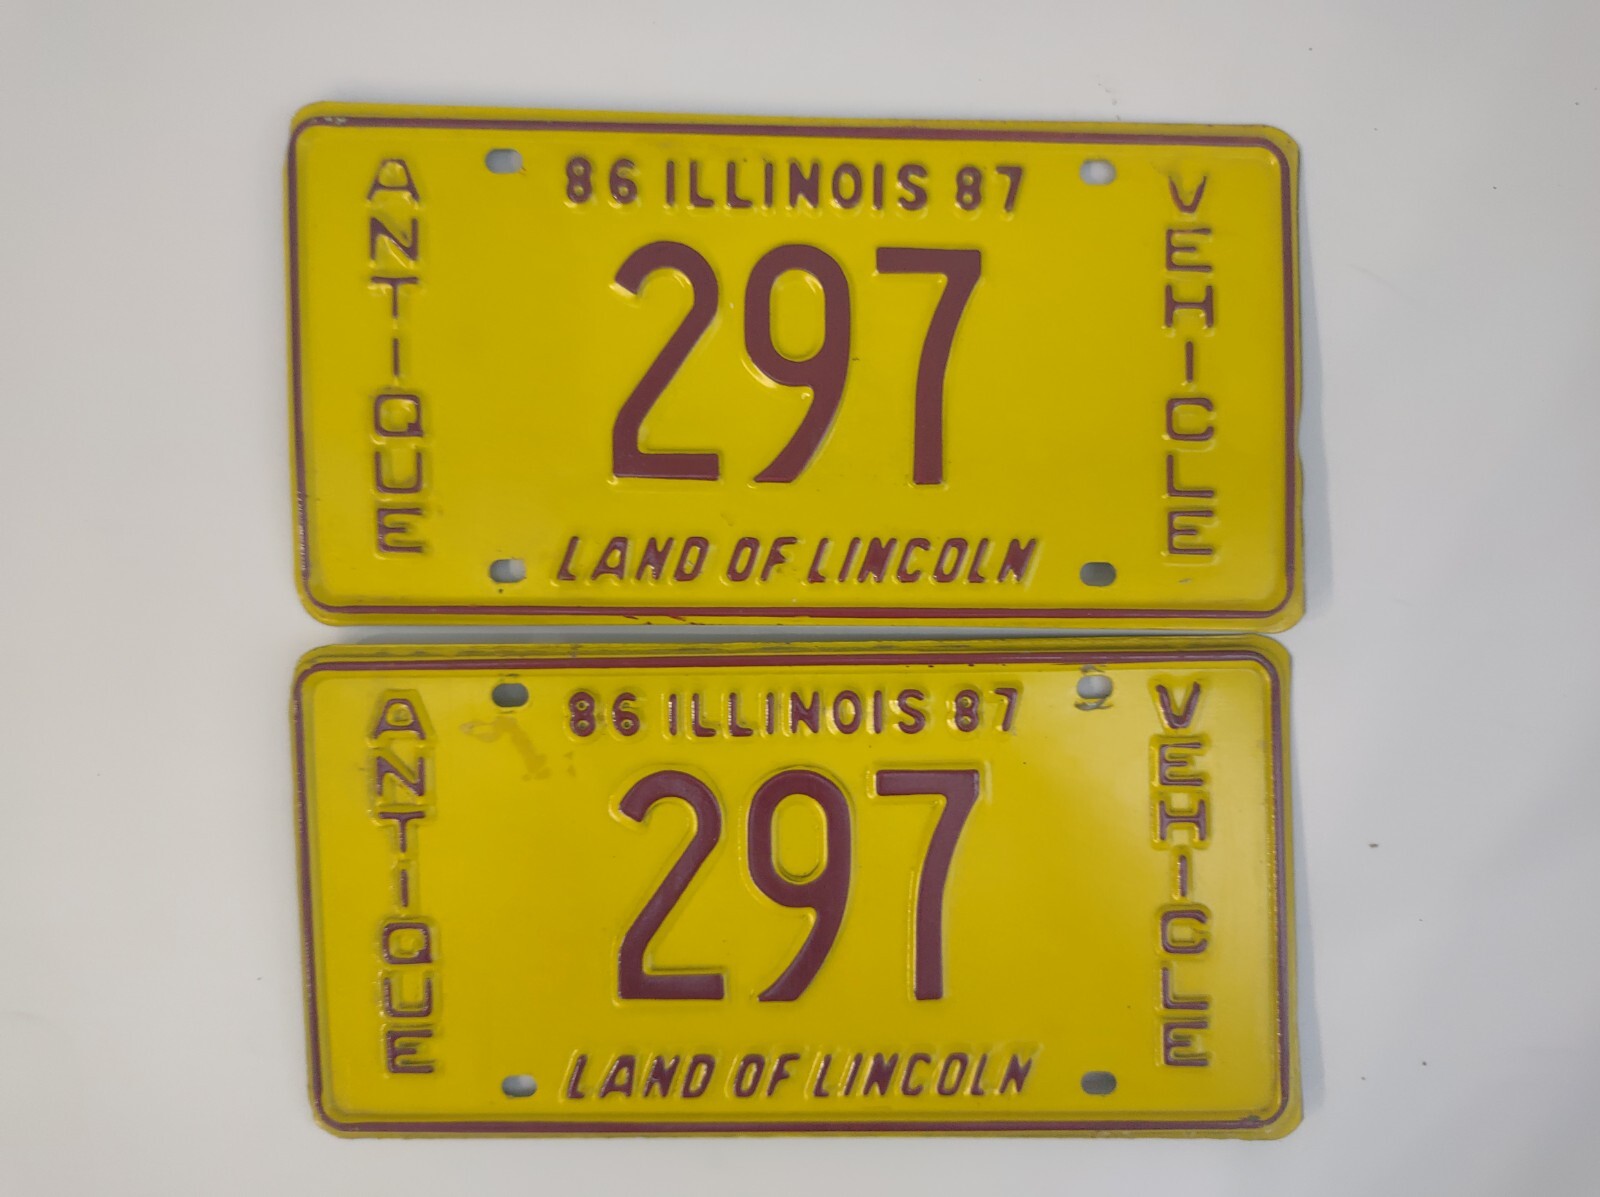 86 ILLINOIS 87
ANTIQUE
297
VEHICLE
LAND OF LINCOLN
86 ILLINOIS 87
ANTIQUE
297
VEHICLE
LAND OF LINCOLN